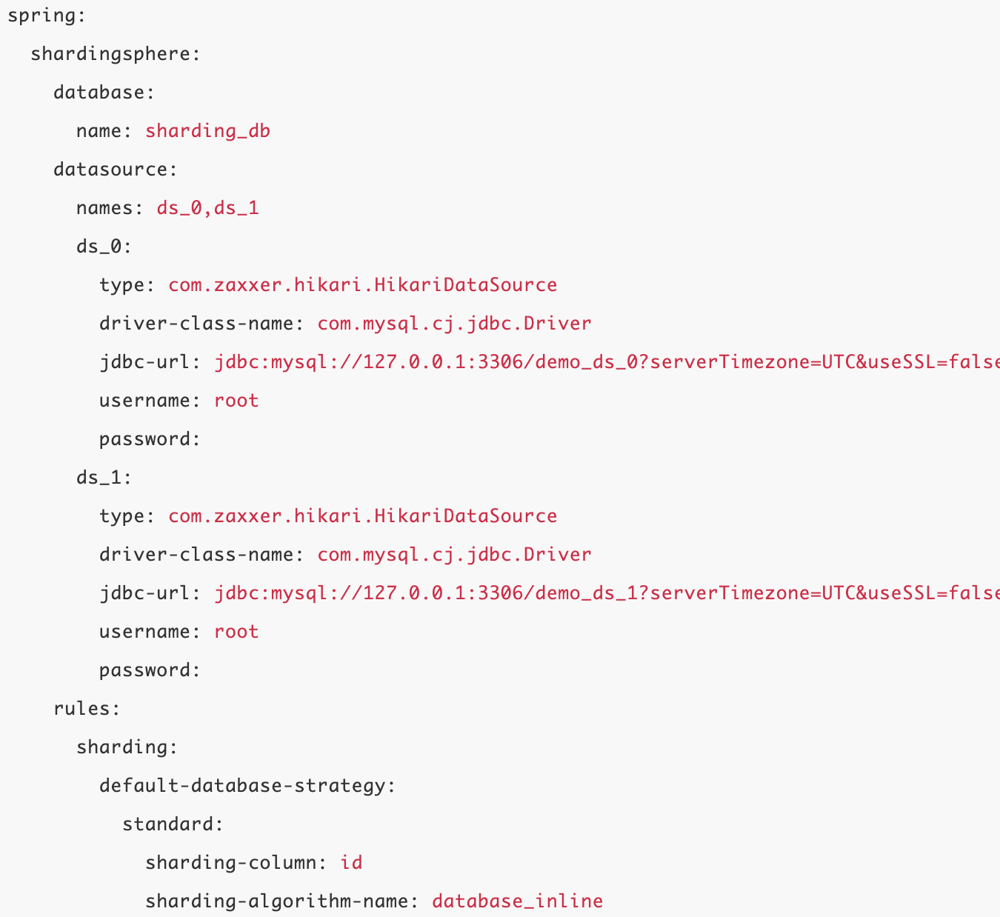 spring:
  shardingsphere:
    database:
      name: sharding_db
    datasource:
      names: ds_0,ds_1
      ds_0:
        type: com.zaxxer.hikari.HikariDataSource
        driver-class-name: com.mysql.cj.jdbc.Driver
        jdbc-url: jdbc:mysql://127.0.0.1:3306/demo_ds_0?serverTimezone=UTC&useSSL=false
        username: root
        password:
      ds_1:
        type: com.zaxxer.hikari.HikariDataSource
        driver-class-name: com.mysql.cj.jdbc.Driver
        jdbc-url: jdbc:mysql://127.0.0.1:3306/demo_ds_1?serverTimezone=UTC&useSSL=false
        username: root
        password:
    rules:
      sharding:
        default-database-strategy:
          standard:
            sharding-column: id
            sharding-algorithm-name: database_inline